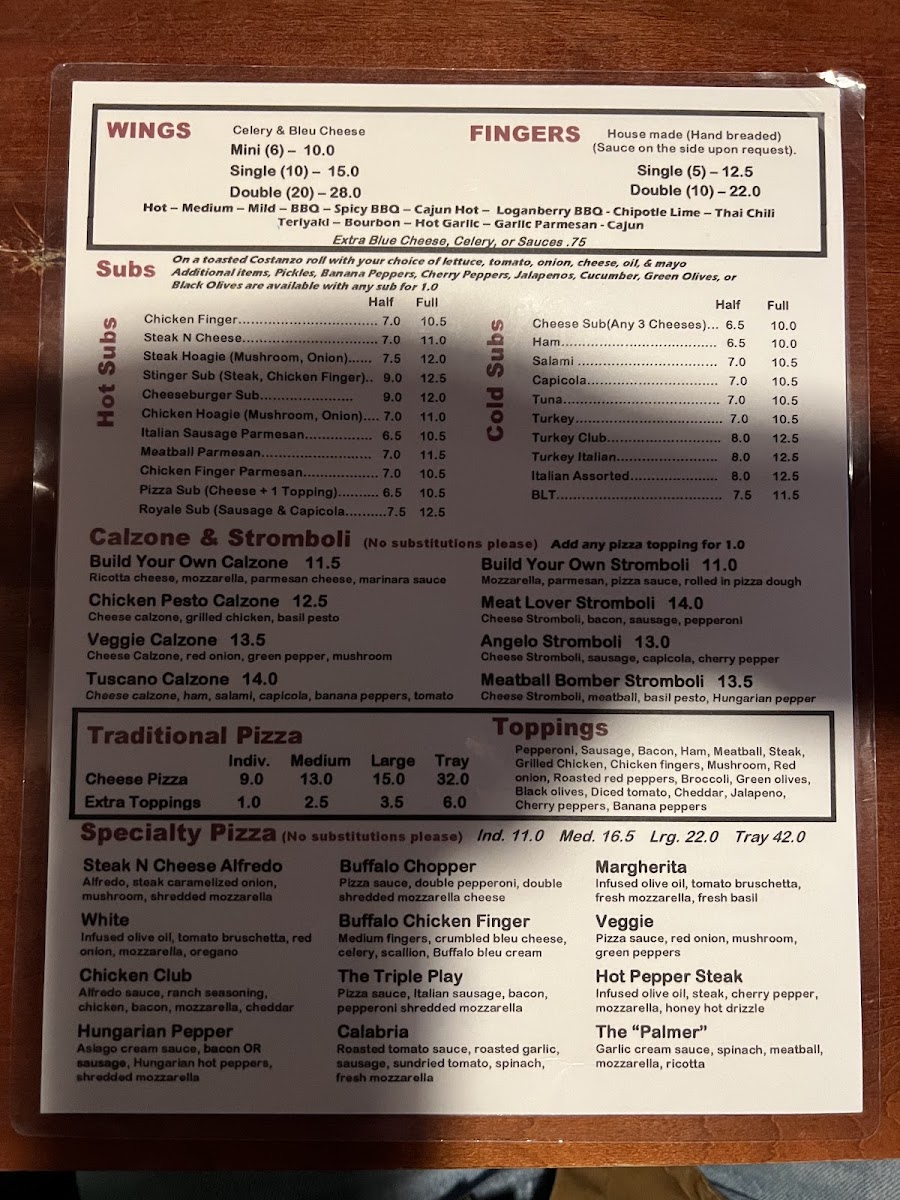 WINGS
Celery & Bleu Cheese
Mini (6) – 10.0
Single (10) – 15.0
Double (20) – 28.0
FINGERS
House made (Hand breaded)
(Sauce on the side upon request).
Single (5) – 12.5
Double (10) – 22.0
Hot – Medium – Mild – BBQ – Spicy BBQ – Cajun Hot – Loganberry BBQ - Chipotle Lime – Thai Chili
Teriyaki – Bourbon – Hot Garlic – Garlic Parmesan - Cajun
Extra Blue Cheese, Celery, or Sauces .75
Subs
On a toasted Costanzo roll with your choice of lettuce, tomato, onion, cheese, oil, & mayo
Additional items, Pickles, Banana Peppers, Cherry Peppers, Jalapenos, Cucumber, Green Olives, or
Black Olives are available with any sub for 1.0
Hot Subs
Half Full
Chicken Finger................................ 7.0 10.5
Steak N Cheese............................... 7.0 11.0
Steak Hoagie (Mushroom, Onion)...... 7.5 12.0
Stinger Sub (Steak, Chicken Finger).. 9.0 12.5
Cheeseburger Sub..................... 9.0 12.0
Chicken Hoagie (Mushroom, Onion).... 7.0 11.0
Italian Sausage Parmesan............... 6.5 10.5
Meatball Parmesan......................... 7.0 11.5
Chicken Finger Parmesan................. 7.0 10.5
Pizza Sub (Cheese + 1 Topping)......... 6.5 10.5
Royale Sub (Sausage & Capicola..........7.5 12.5
Cold Subs
Half Full
Cheese Sub(Any 3 Cheeses)... 6.5 10.0
Ham.................................... 6.5 10.0
Salami ................................ 7.0 10.5
Capicola.............................. 7.0 10.5
Tuna.................................... 7.0 10.5
Turkey.................................. 7.0 10.5
Turkey Club.......................... 8.0 12.5
Turkey Italian........................ 8.0 12.5
Italian Assorted.................... 8.0 12.5
BLT...................................... 7.5 11.5
Calzone & Stromboli (No substitutions please) Add any pizza topping for 1.0
Build Your Own Calzone 11.5
Ricotta cheese, mozzarella, parmesan cheese, marinara sauce
Chicken Pesto Calzone 12.5
Cheese calzone, grilled chicken, basil pesto
Veggie Calzone 13.5
Cheese Calzone, red onion, green pepper, mushroom
Tuscano Calzone 14.0
Cheese calzone, ham, salami, capicola, banana peppers, tomato
Build Your Own Stromboli 11.0
Mozzarella, parmesan, pizza sauce, rolled in pizza dough
Meat Lover Stromboli 14.0
Cheese Stromboli, bacon, sausage, pepperoni
Angelo Stromboli 13.0
Cheese Stromboli, sausage, capicola, cherry pepper
Meatball Bomber Stromboli 13.5
Cheese Stromboli, meatball, basil pesto, Hungarian pepper
Traditional Pizza
Indiv. Medium Large Tray
Cheese Pizza 9.0 13.0 15.0 32.0
Extra Toppings 1.0 2.5 3.5 6.0
Toppings
Pepperoni, Sausage, Bacon, Ham, Meatball, Steak,
Grilled Chicken, Chicken fingers, Mushroom, Red
onion, Roasted red peppers, Broccoli, Green olives,
Black olives, Diced tomato, Cheddar, Jalapeno,
Cherry peppers, Banana peppers
Specialty Pizza (No substitutions please) Ind. 11.0 Med. 16.5 Lrg. 22.0 Tray 42.0
Steak N Cheese Alfredo
Alfredo, steak caramelized onion,
mushroom, shredded mozzarella
White
Infused olive oil, tomato bruschetta, red
onion, mozzarella, oregano
Chicken Club
Alfredo sauce, ranch seasoning,
chicken, bacon, mozzarella, cheddar
Hungarian Pepper
Asiago cream sauce, bacon OR
sausage, Hungarian hot peppers,
shredded mozzarella
Buffalo Chopper
Pizza sauce, double pepperoni, double
shredded mozzarella cheese
Buffalo Chicken Finger
Medium fingers, crumbled bleu cheese,
celery, scallion, Buffalo bleu cream
The Triple Play
Pizza sauce, Italian sausage, bacon,
pepperoni shredded mozzarella
Calabria
Roasted tomato sauce, roasted garlic,
sausage, sundried tomato, spinach,
fresh mozzarella
Margherita
Infused olive oil, tomato bruschetta,
fresh mozzarella, fresh basil
Veggie
Pizza sauce, red onion, mushroom,
green peppers
Hot Pepper Steak
Infused olive oil, steak, cherry pepper,
mozzarella, honey hot drizzle
The “Palmer”
Garlic cream sauce, spinach, meatball,
mozzarella, ricotta